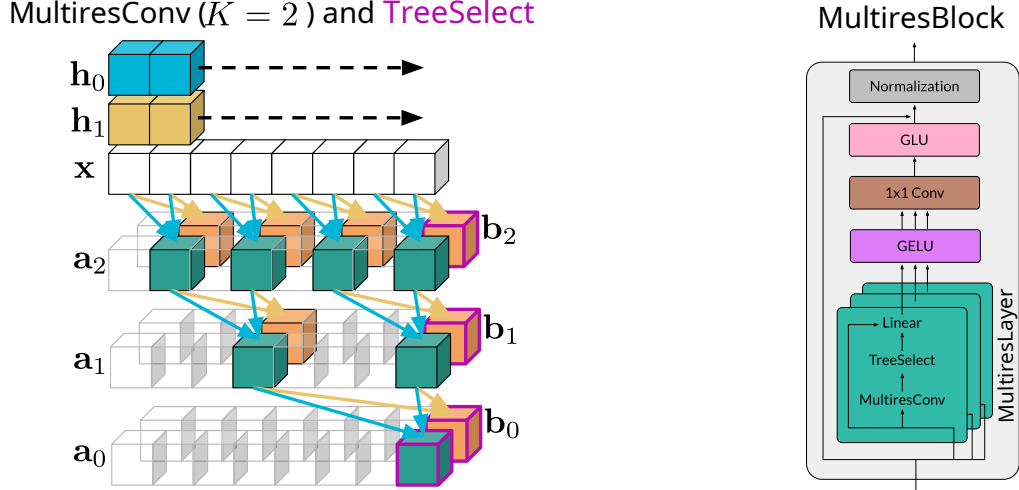 MultiresConv (K = 2 ) and TreeSelect
h0
h1
x
b2
a2
b1
a1
b0
a0
MultiresBlock
Normalization
GLU
1x1 Conv
GELU
Linear
TreeSelect
MultiresConv
MultiresLayer